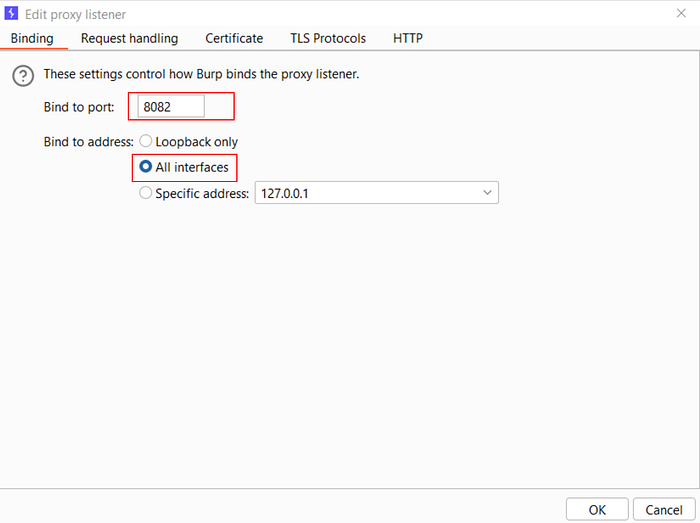 Edit proxy listener
Binding Request handling Certificate TLS Protocols HTTP
? These settings control how Burp binds the proxy listener.
Bind to port: 8082
Bind to address: Loopback only
All interfaces
Specific address: 127.0.0.1
OK Cancel